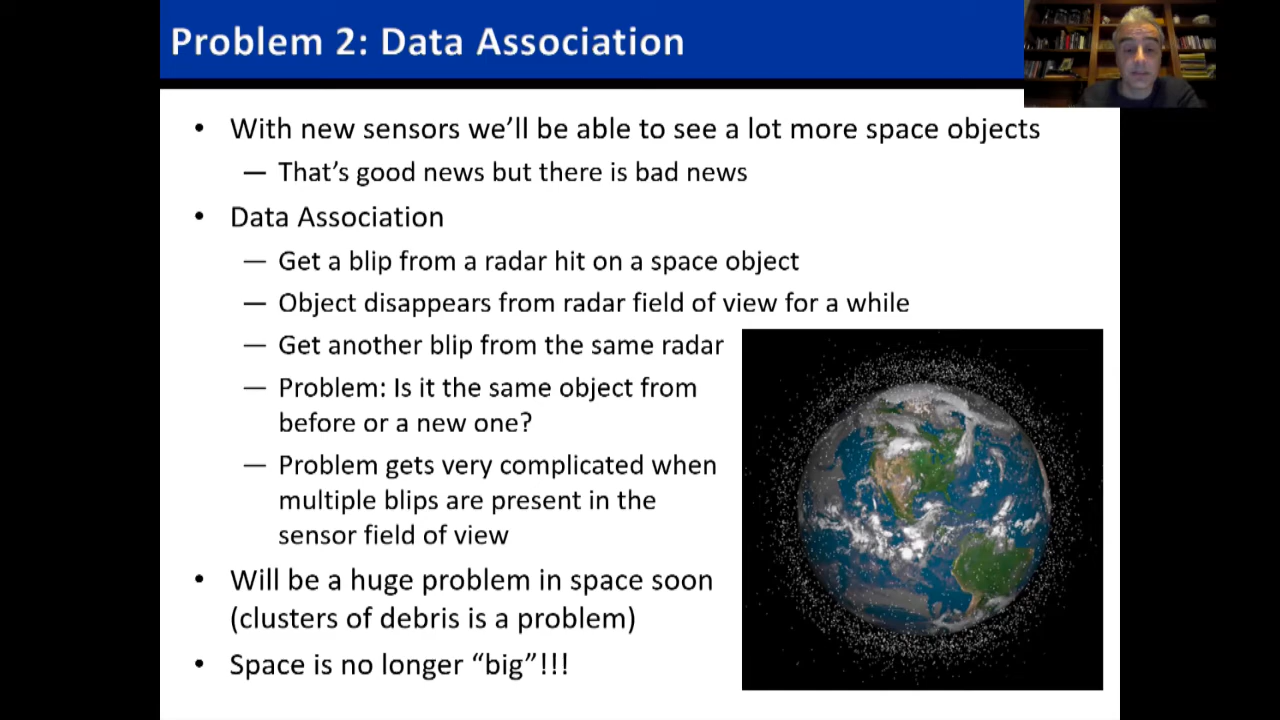 Problem 2: Data Association
• With new sensors we’ll be able to see a lot more space objects
— That’s good news but there is bad news
• Data Association
— Get a blip from a radar hit on a space object
— Object disappears from radar field of view for a while
— Get another blip from the same radar
— Problem: Is it the same object from
before or a new one?
— Problem gets very complicated when
multiple blips are present in the
sensor field of view
• Will be a huge problem in space soon
(clusters of debris is a problem)
• Space is no longer “big”!!!